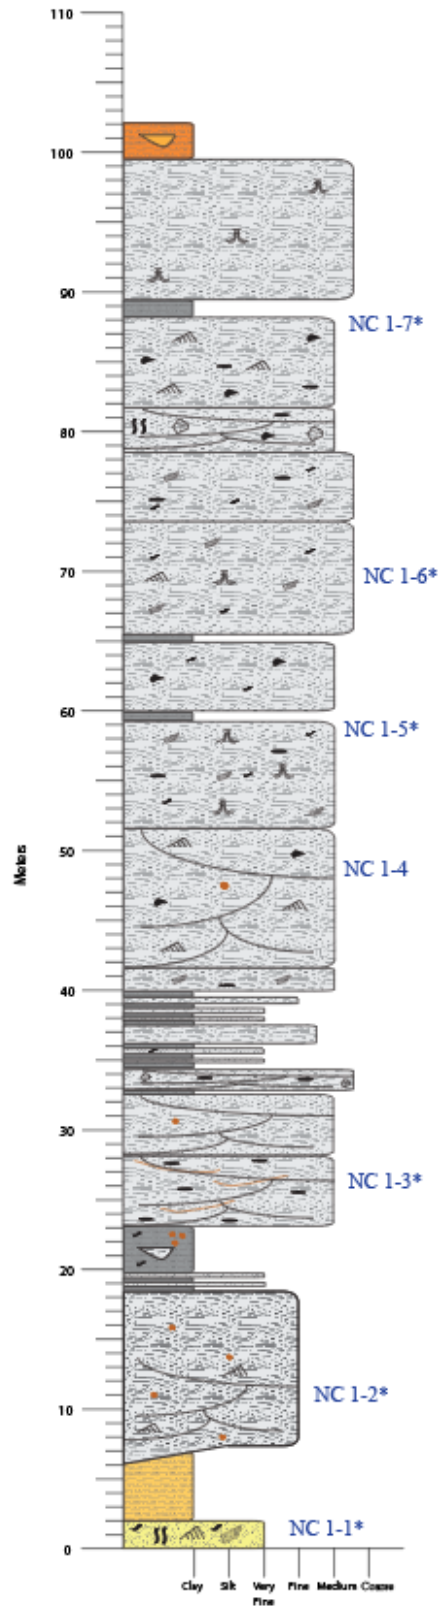 110
100
90
NC 1-7*
80
70
NC 1-6*
60
NC 1-5*
Meters
50
NC 1-4
40
30
NC 1-3*
20
NC 1-2*
10
NC 1-1*
0
Clay Silt Very Fine Fine Medium Coarse